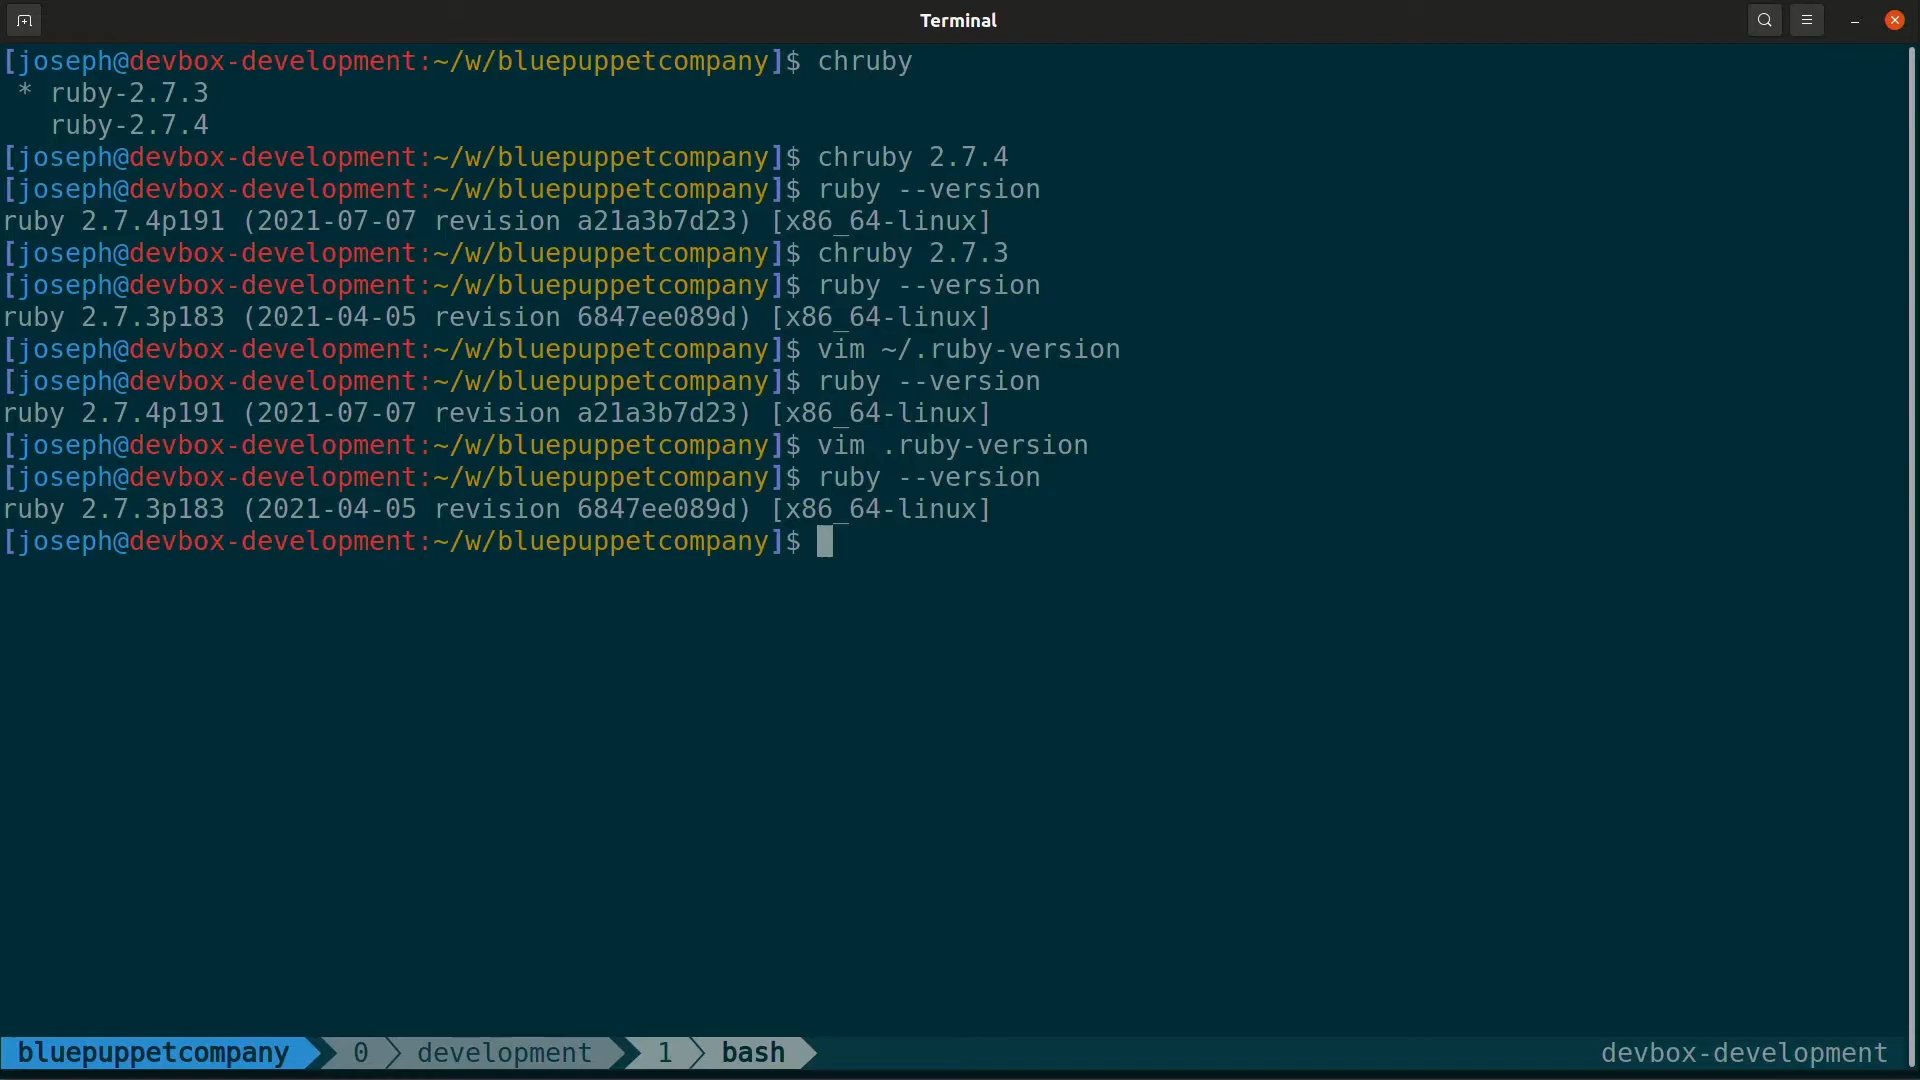 Terminal
[joseph@devbox-development:~/w/bluepuppetcompany]$ chruby
* ruby-2.7.3
ruby-2.7.4
[joseph@devbox-development:~/w/bluepuppetcompany]$ chruby 2.7.4
[joseph@devbox-development:~/w/bluepuppetcompany]$ ruby --version
ruby 2.7.4p191 (2021-07-07 revision a21a3b7d23) [x86_64-linux]
[joseph@devbox-development:~/w/bluepuppetcompany]$ chruby 2.7.3
[joseph@devbox-development:~/w/bluepuppetcompany]$ ruby --version
ruby 2.7.3p183 (2021-04-05 revision 6847ee089d) [x86_64-linux]
[joseph@devbox-development:~/w/bluepuppetcompany]$ vim ~/.ruby-version
[joseph@devbox-development:~/w/bluepuppetcompany]$ ruby --version
ruby 2.7.4p191 (2021-07-07 revision a21a3b7d23) [x86_64-linux]
[joseph@devbox-development:~/w/bluepuppetcompany]$ vim .ruby-version
[joseph@devbox-development:~/w/bluepuppetcompany]$ ruby --version
ruby 2.7.3p183 (2021-04-05 revision 6847ee089d) [x86_64-linux]
[joseph@devbox-development:~/w/bluepuppetcompany]$
bluepuppetcompany 0 development 1 bash devbox-development